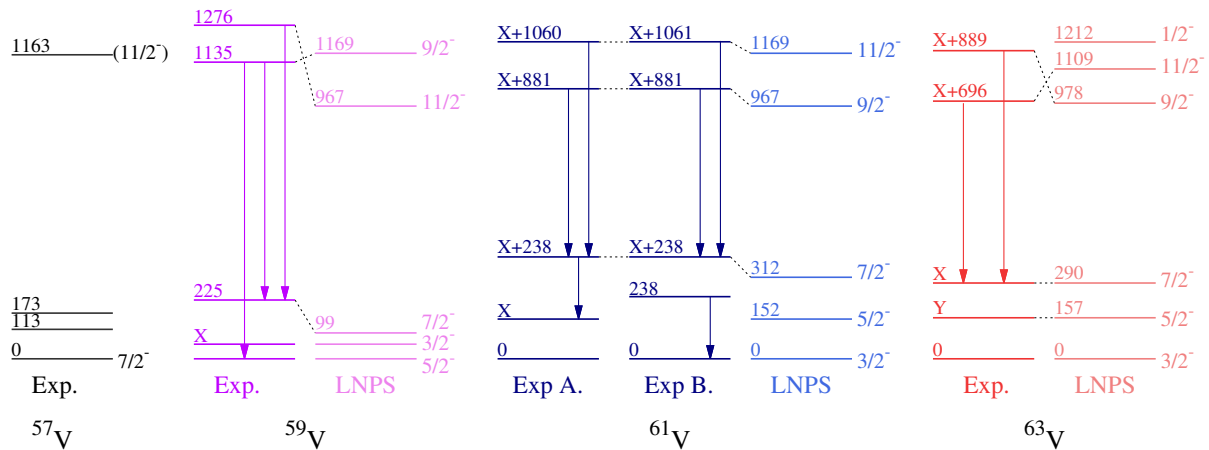 1163 (11/2⁻)
173
113
0 7/2⁻
Exp.
⁵⁷V
1276
1135
225
X
Exp.
1169 9/2⁻
967 11/2⁻
99 7/2⁻
3/2⁻
5/2⁻
LNPS
⁵⁹V
X+1060
X+881
X+238
X
0
Exp A.
X+1061
X+881
X+238
238
0
Exp B.
1169 11/2⁻
967 9/2⁻
312 7/2⁻
152 5/2⁻
0 3/2⁻
LNPS
⁶¹V
X+889
X+696
X
Y
0
Exp.
1212 1/2⁻
1109 11/2⁻
978 9/2⁻
290 7/2⁻
157 5/2⁻
0 3/2⁻
LNPS
⁶³V